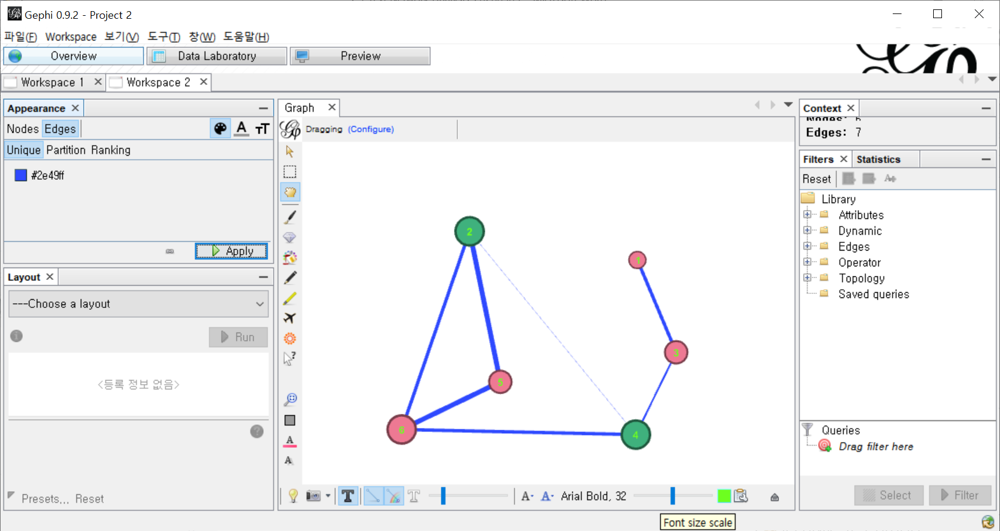 Gephi 0.9.2 - Project 2
파일(F) Workspace 보기(V) 도구(T) 창(W) 도움말(H)
Overview Data Laboratory Preview
Workspace 1 Workspace 2
Appearance
Nodes Edges
Unique Partition Ranking
#2e49ff
Apply
Layout
---Choose a layout
Run
<등록 정보 없음>
Presets... Reset
Graph
Dragging (Configure)
2
1
3
5
6
4
Arial Bold, 32
Font size scale
Context
Nodes: 6
Edges: 7
Filters Statistics
Reset
Library
Attributes
Dynamic
Edges
Operator
Topology
Saved queries
Queries
Drag filter here
Select Filter